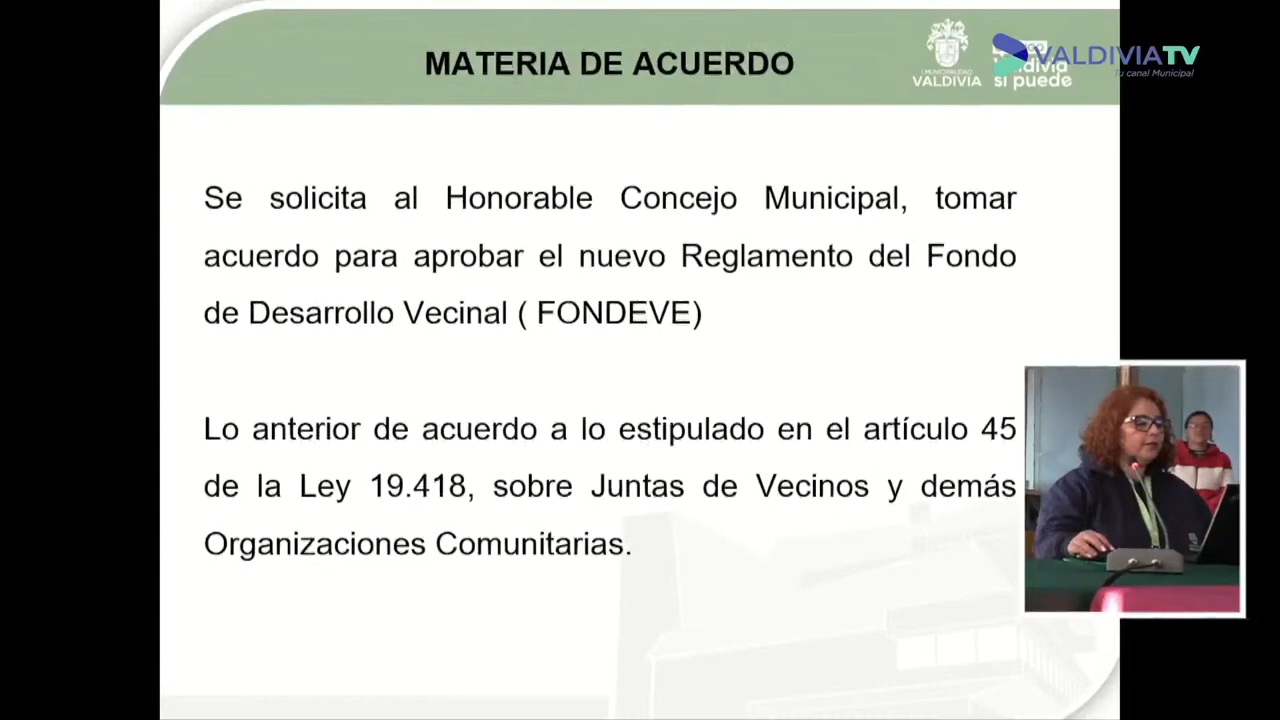 MATERIA DE ACUERDO
I. MUNICIPALIDAD
VALDIVIA
si puede
VALDIVIATV
Tu canal Municipal
Se solicita al Honorable Concejo Municipal, tomar
acuerdo para aprobar el nuevo Reglamento del Fondo
de Desarrollo Vecinal ( FONDEVE)
Lo anterior de acuerdo a lo estipulado en el artículo 45
de la Ley 19.418, sobre Juntas de Vecinos y demás
Organizaciones Comunitarias.